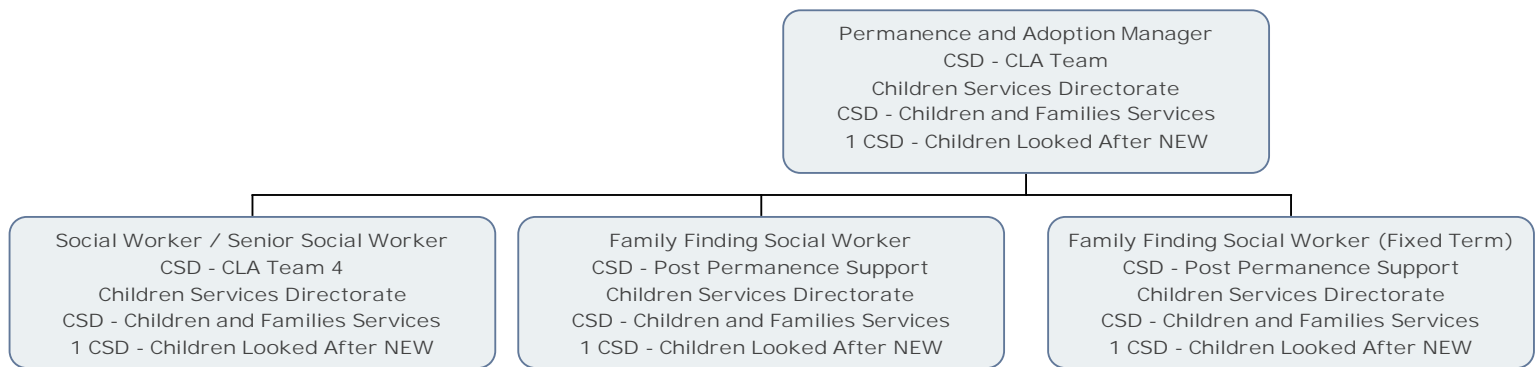 Permanence and Adoption Manager
CSD - CLA Team
Children Services Directorate
CSD - Children and Families Services
1 CSD - Children Looked After NEW
Social Worker / Senior Social Worker
CSD - CLA Team 4
Children Services Directorate
CSD - Children and Families Services
1 CSD - Children Looked After NEW
Family Finding Social Worker
CSD - Post Permanence Support
Children Services Directorate
CSD - Children and Families Services
1 CSD - Children Looked After NEW
Family Finding Social Worker (Fixed Term)
CSD - Post Permanence Support
Children Services Directorate
CSD - Children and Families Services
1 CSD - Children Looked After NEW